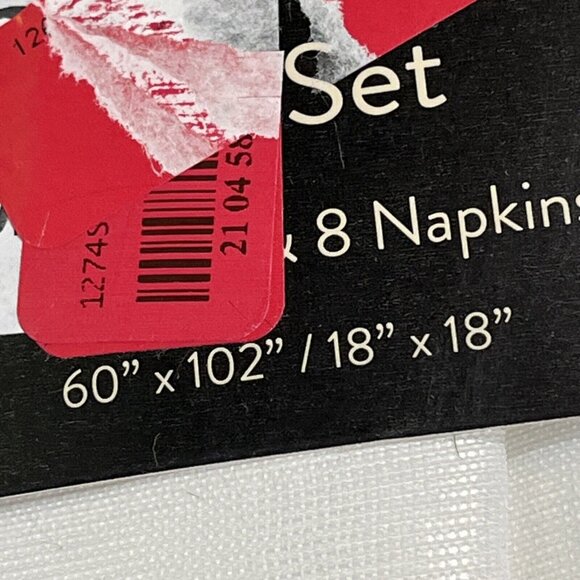 Set
& 8 Napkins
60” x 102” / 18” x 18”
12745
21 04 58